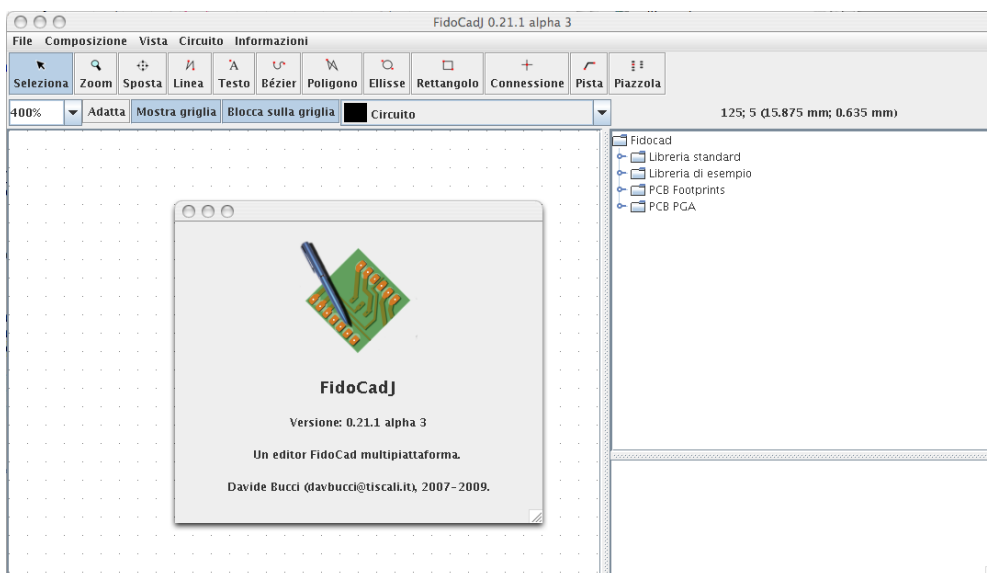 FidoCadJ 0.21.1 alpha 3
File Composizione Vista Circuito Informazioni
Seleziona Zoom Sposta Linea Testo Bézier Poligono Ellisse Rettangolo Connessione Pista Piazzola
400% Adatta Mostra griglia Blocca sulla griglia Circuito 125; 5 (15.875 mm; 0.635 mm)
Fidocad
Libreria standard
Libreria di esempio
PCB Footprints
PCB PGA
FidoCadJ
Versione: 0.21.1 alpha 3
Un editor FidoCad multipiattaforma.
Davide Bucci (davbucci@tiscali.it), 2007-2009.